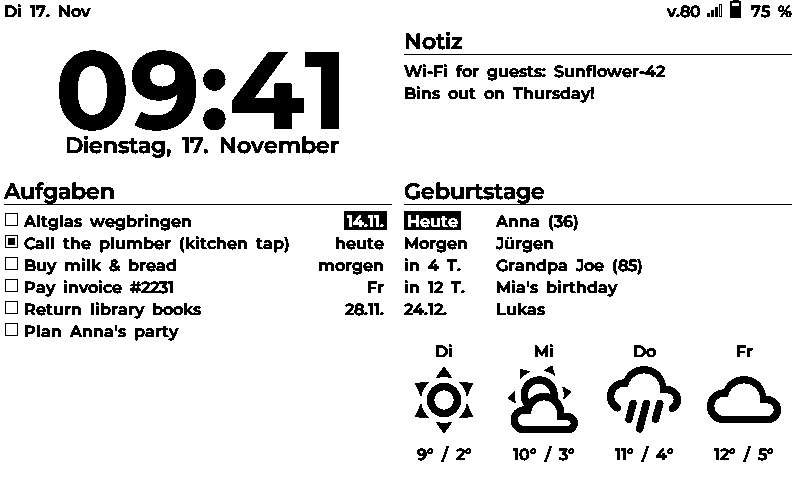 Di 17. Nov
v.80 75 %
09:41
Dienstag, 17. November
Notiz
Wi-Fi for guests: Sunflower-42
Bins out on Thursday!
Aufgaben
Altglas wegbringen 14.11.
Call the plumber (kitchen tap) heute
Buy milk & bread morgen
Pay invoice #2231 Fr
Return library books 28.11.
Plan Anna's party
Geburtstage
Heute Anna (36)
Morgen Jürgen
in 4 T. Grandpa Joe (85)
in 12 T. Mia's birthday
24.12. Lukas
Di Mi Do Fr
9° / 2° 10° / 3° 11° / 4° 12° / 5°